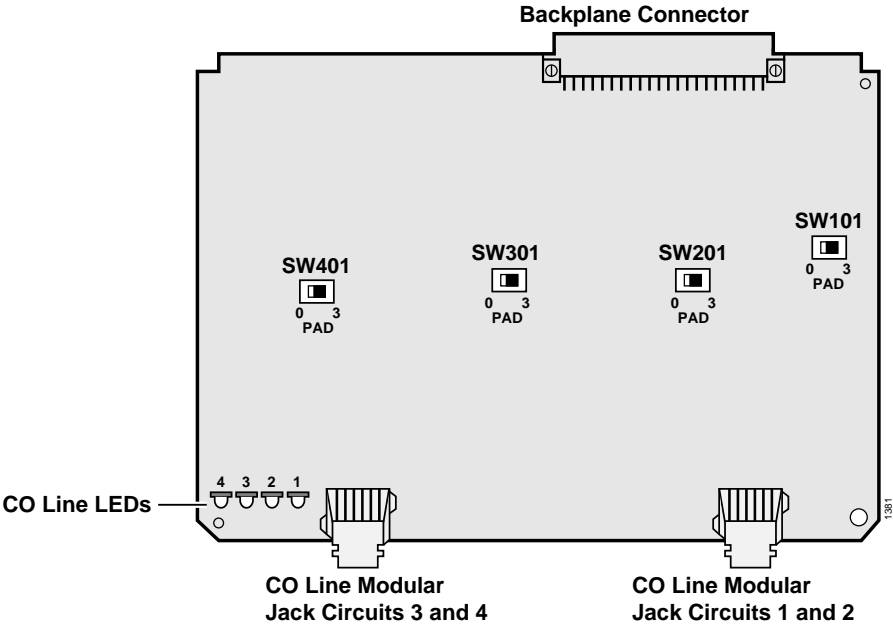 Backplane Connector
SW101
0 3
PAD
SW401
0 3
PAD
SW301
0 3
PAD
SW201
0 3
PAD
4 3 2 1
CO Line LEDs
1381
CO Line Modular
Jack Circuits 3 and 4
CO Line Modular
Jack Circuits 1 and 2